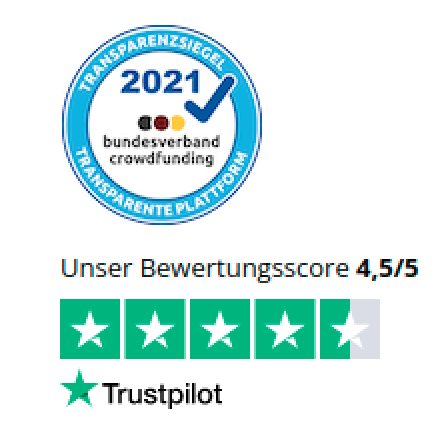 TRANSPARENZSIEGEL
2021
bundesverband
crowdfunding
TRANSPARENTE PLATTFORM
Unser Bewertungsscore 4,5/5
Trustpilot